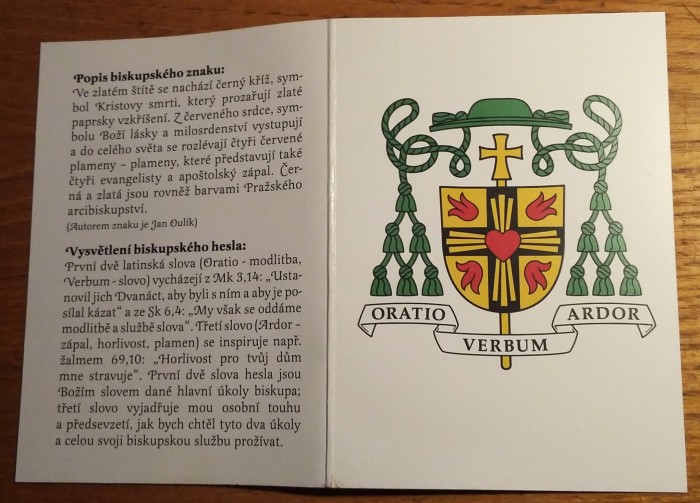 Popis biskupského znaku:
Ve zlatém štítě se nachází černý kříž, sym-
bol Kristovy smrti, který prozařují zlaté
paprsky vzkříšení. Z červeného srdce, sym-
bolu Boží lásky a milosrdenství vystupují
a do celého světa se rozlévají čtyři červené
plameny – plameny, které představují také
čtyři evangelisty a apoštolský zápal. Čer-
ná a zlatá jsou rovněž barvami Pražského
arcibiskupství.
(Autorem znaku je Jan Oulík)
Vysvětlení biskupského hesla:
První dvě latinská slova (Oratio - modlitba,
Verbum - slovo) vycházejí z Mk 3,14: „Usta-
novil jich Dvanáct, aby byli s ním a aby je po-
sílal kázat“ a ze Sk 6,4: „My však se oddáme
modlitbě a službě slova“. Třetí slovo (Ardor –
zápal, horlivost, plamen) se inspiruje např.
žalmem 69,10: „Horlivost pro tvůj dům
mne stravuje“. První dvě slova hesla jsou
Božím slovem dané hlavní úkoly biskupa;
třetí slovo vyjadřuje mou osobní touhu
a předsevzetí, jak bych chtěl tyto dva úkoly
a celou svoji biskupskou službu prožívat.
ORATIO
VERBUM
ARDOR